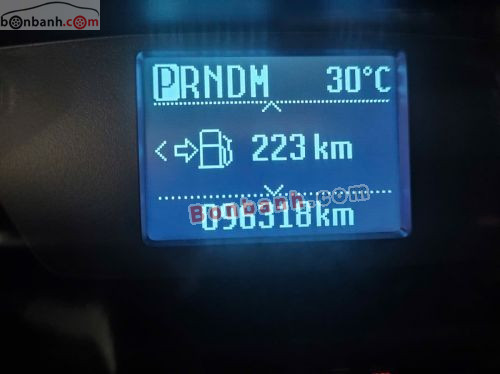 bonbanh.com
PRNDM 30°C
< 223 km
Bonbanh.com
096318km